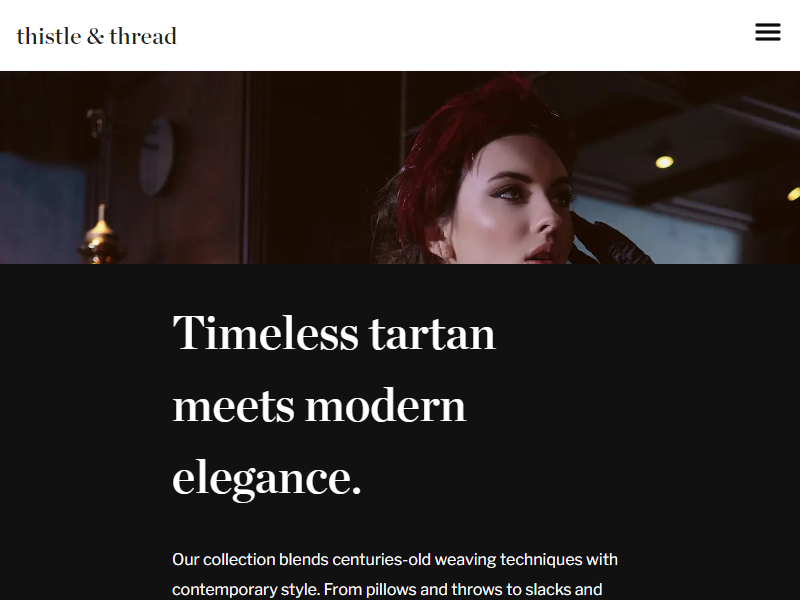 thistle & thread
Timeless tartan
meets modern
elegance.
Our collection blends centuries-old weaving techniques with
contemporary style. From pillows and throws to slacks and